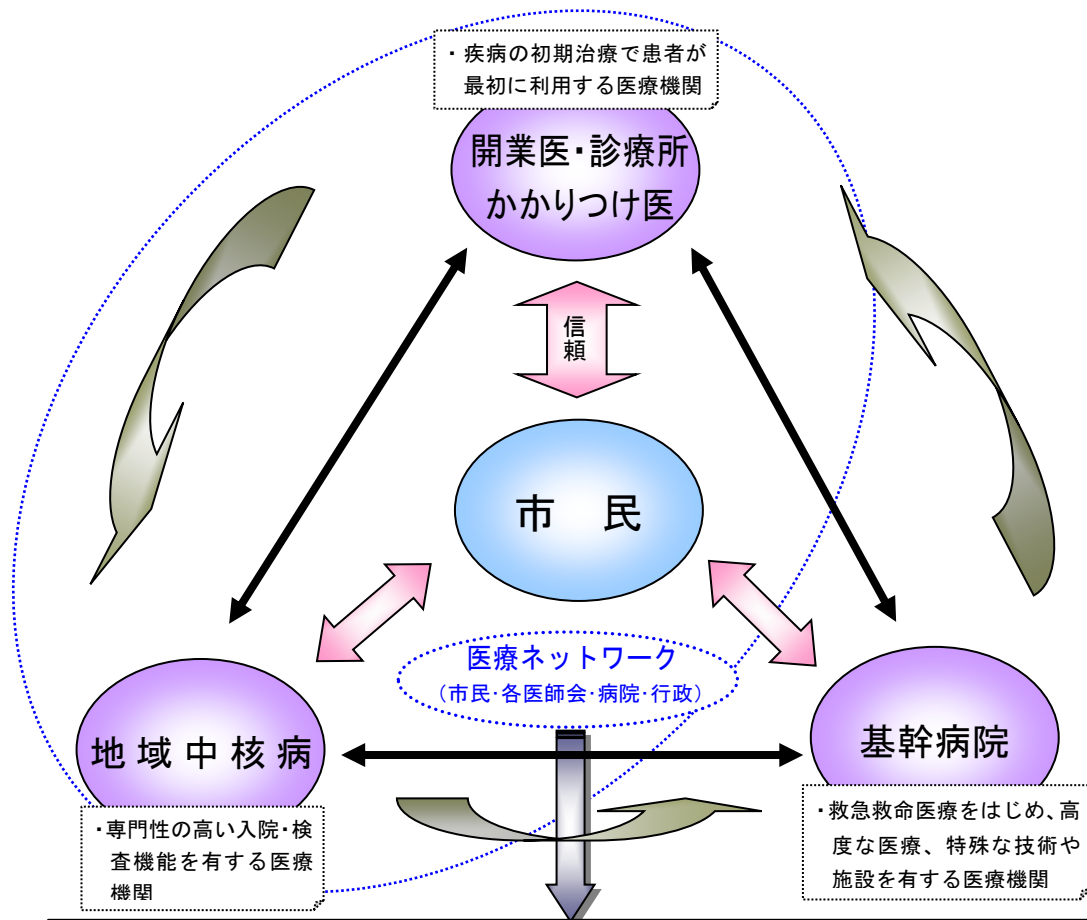 ・疾病の初期治療で患者が
最初に利用する医療機関
開業医・診療所
かかりつけ医
信頼
市 民
医療ネットワーク
（市民・各医師会・病院・行政）
地域中核病
基幹病院
・専門性の高い入院・検
査機能を有する医療
機関
・救急救命医療をはじめ、高
度な医療、特殊な技術や
施設を有する医療機関